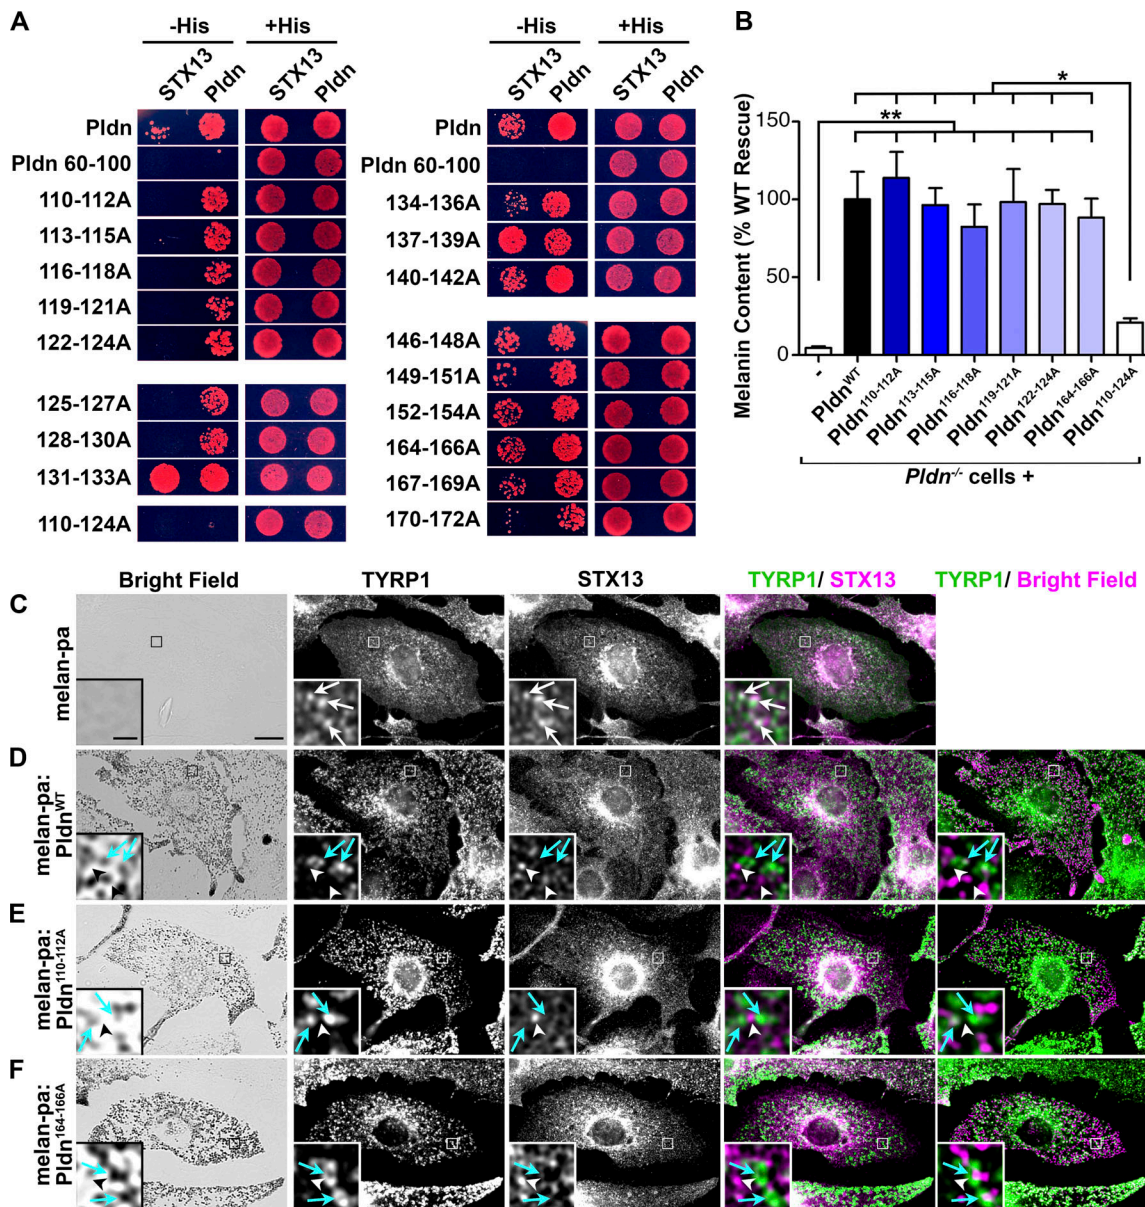 A
-His
+His
STX13
Pldn
STX13
Pldn
Pldn
Pldn 60-100
110-112A
113-115A
116-118A
119-121A
122-124A
125-127A
128-130A
131-133A
110-124A
-His
+His
STX13
Pldn
STX13
Pldn
Pldn
Pldn 60-100
134-136A
137-139A
140-142A
146-148A
149-151A
152-154A
164-166A
167-169A
170-172A
B
Melanin Content (% WT Rescue)
150
100
50
0
**
*
-
Pldn^WT
Pldn^110-112A
Pldn^113-115A
Pldn^116-118A
Pldn^119-121A
Pldn^122-124A
Pldn^164-166A
Pldn^110-124A
Pldn-/- cells +
Bright Field
TYRP1
STX13
TYRP1/ STX13
TYRP1/ Bright Field
C
melan-pa
D
melan-pa:
Pldn^WT
E
melan-pa:
Pldn^110-112A
F
melan-pa:
Pldn^164-166A